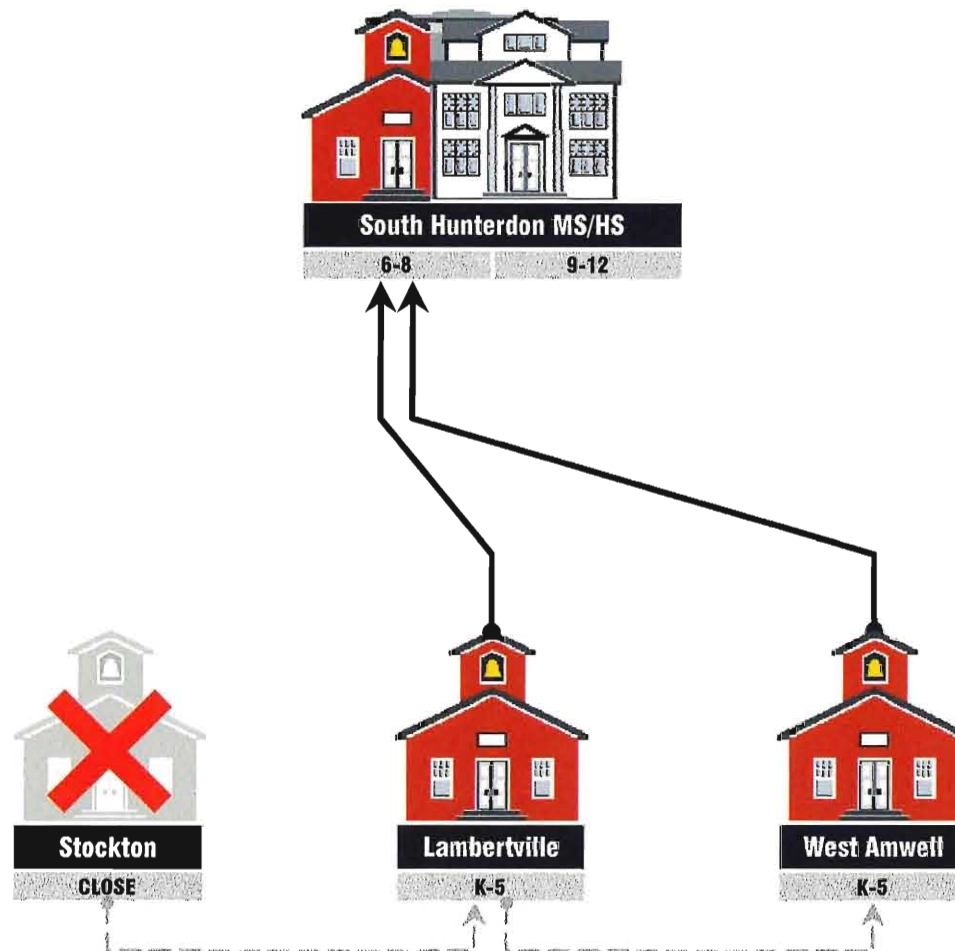 South Hunterdon MS/HS
6-8 9-12
Stockton
CLOSE
Lambertville
K-5
West Amwell
K-5